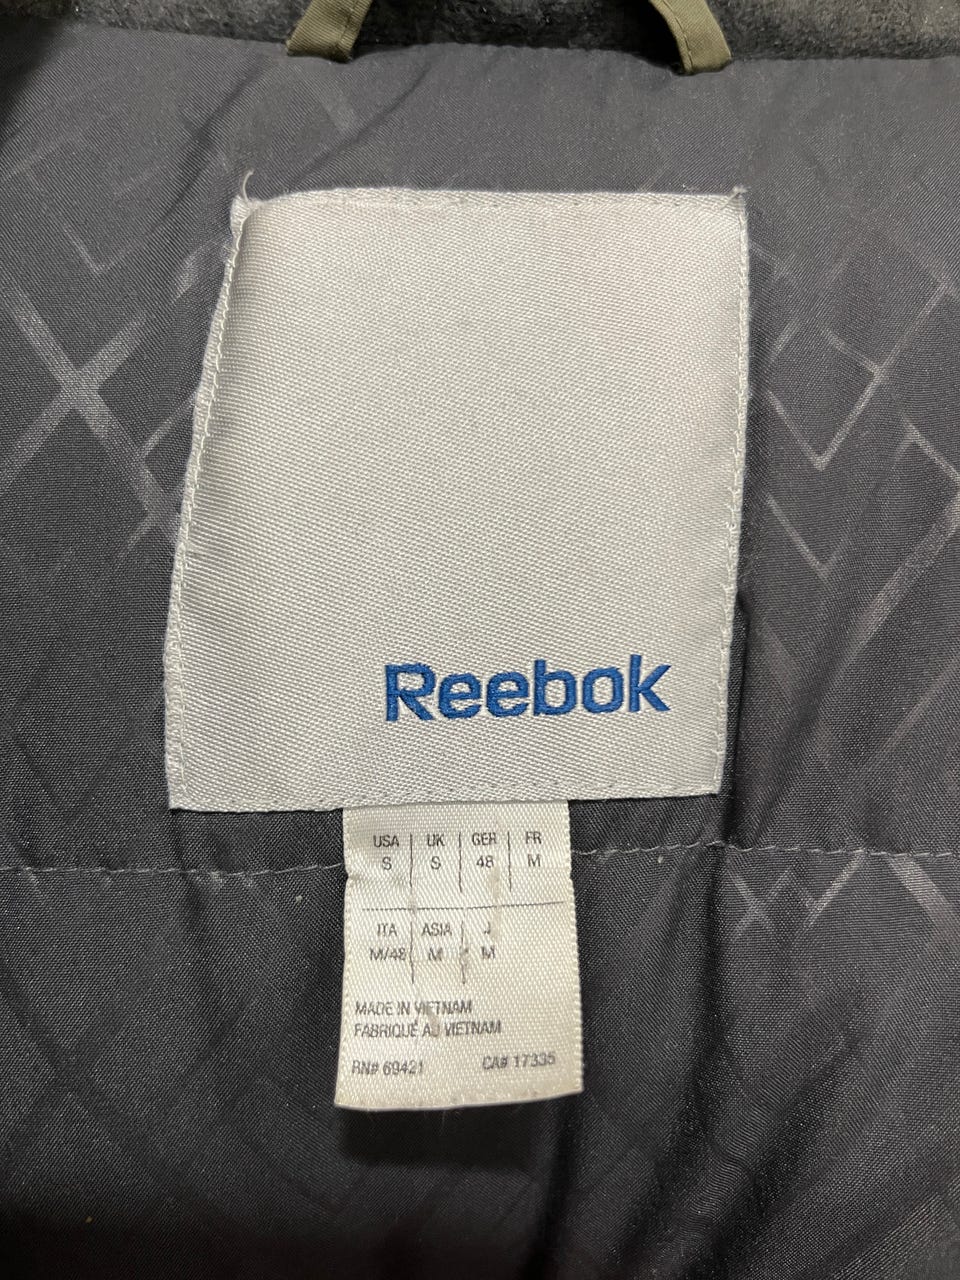 Reebok
USA UK GER FR
S S 48 M
ITA ASIA J
M/48 M M
MADE IN VIETNAM
FABRIQUÉ AU VIETNAM
RN# 69421 CA# 17335